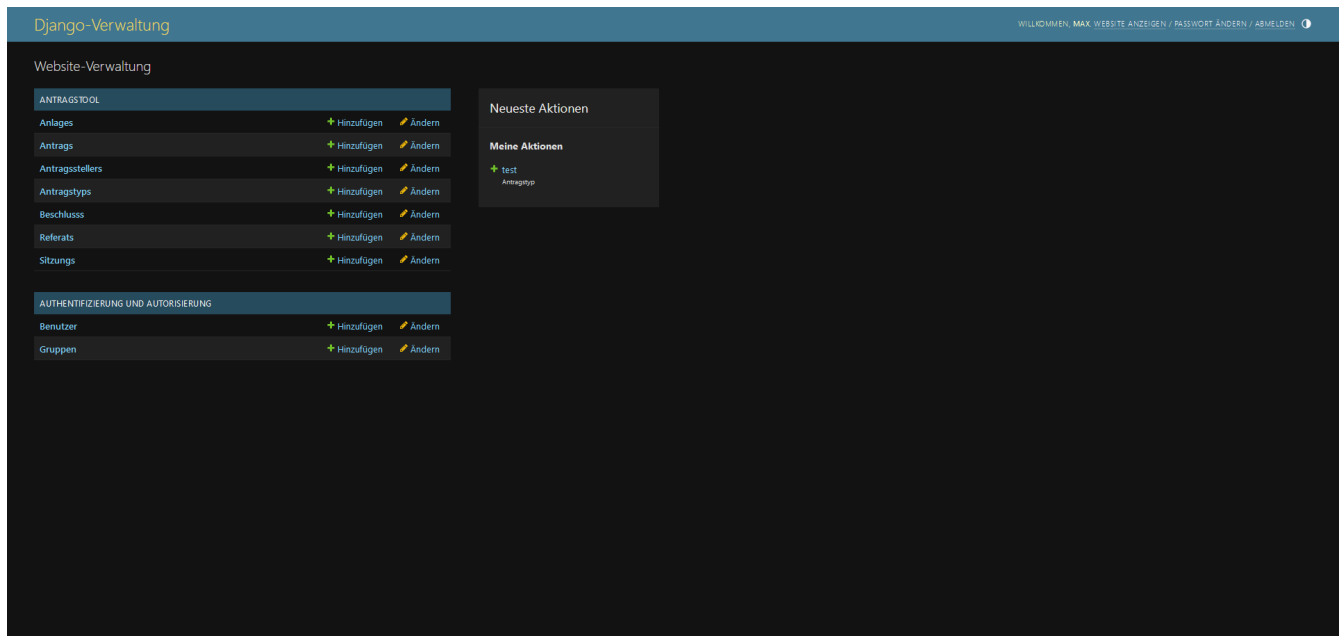 Django-Verwaltung
WILLKOMMEN, MAX. WEBSITE ANZEIGEN / PASSWORT ÄNDERN / ABMELDEN
Website-Verwaltung
ANTRAGSTOOL
Anlages Hinzufügen Ändern
Antrags Hinzufügen Ändern
Antragsstellers Hinzufügen Ändern
Antragstyps Hinzufügen Ändern
Beschlusss Hinzufügen Ändern
Referats Hinzufügen Ändern
Sitzungs Hinzufügen Ändern
AUTHENTIFIZIERUNG UND AUTORISIERUNG
Benutzer Hinzufügen Ändern
Gruppen Hinzufügen Ändern
Neueste Aktionen
Meine Aktionen
test
Antragstyp